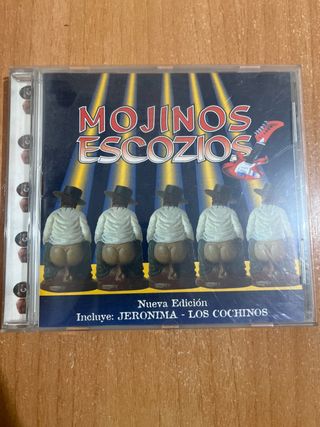 MOJINOS
ESCOZIOS
Nueva Edición
Incluye: JERONIMA - LOS COCHINOS